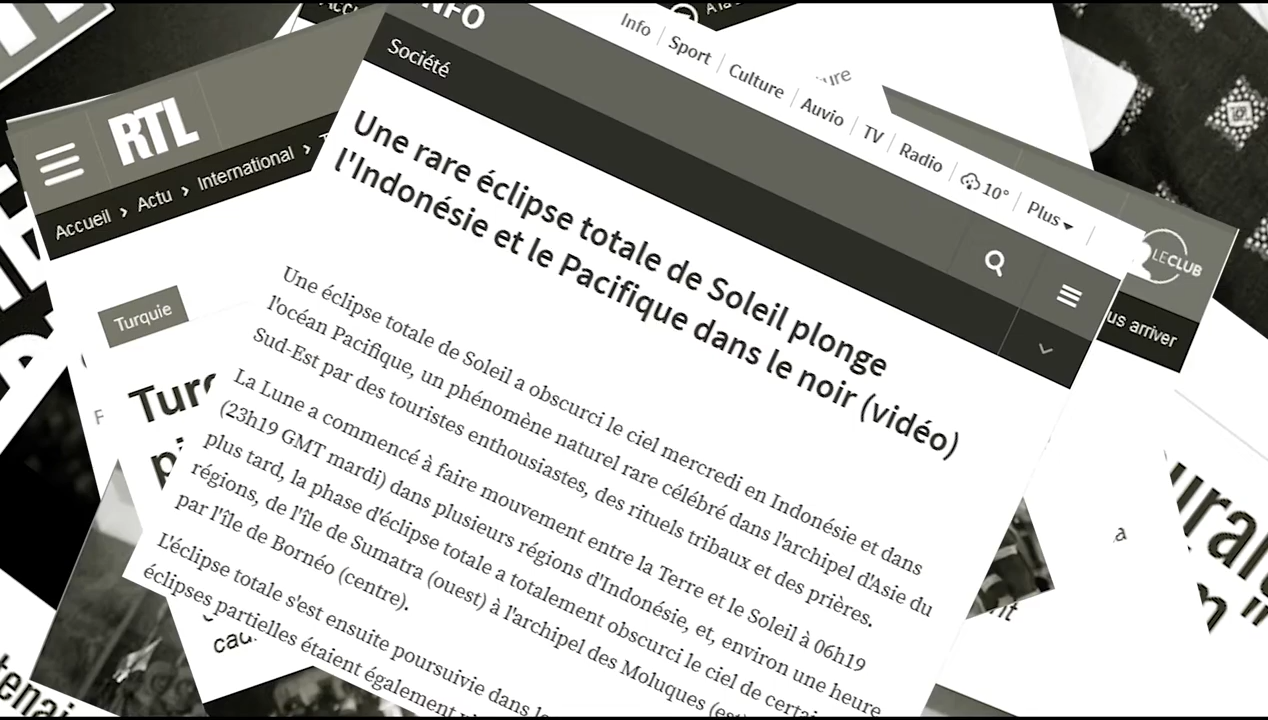 INFO
Info | Sport | Culture | Auvio | TV | Radio | 10° | Plus
Société
Une rare éclipse totale de Soleil plonge
l'Indonésie et le Pacifique dans le noir (vidéo)
Une éclipse totale de Soleil a obscurci le ciel mercredi en Indonésie et dans
l'océan Pacifique, un phénomène naturel rare célébré dans l'archipel d'Asie du
Sud-Est par des touristes enthousiastes, des rituels tribaux et des prières.
La Lune a commencé à faire mouvement entre la Terre et le Soleil à 06h19
(23h19 GMT mardi) dans plusieurs régions d'Indonésie, et, environ une heure
plus tard, la phase d'éclipse totale a totalement obscurci le ciel de certai
régions, de l'île de Sumatra (ouest) à l'archipel des Moluques (est)
par l'île de Bornéo (centre).
L'éclipse totale s'est ensuite poursuivie dans l
éclipses partielles étaient également
RTL
Accueil › Actu › International ›
Turquie
LECLUB
us arriver